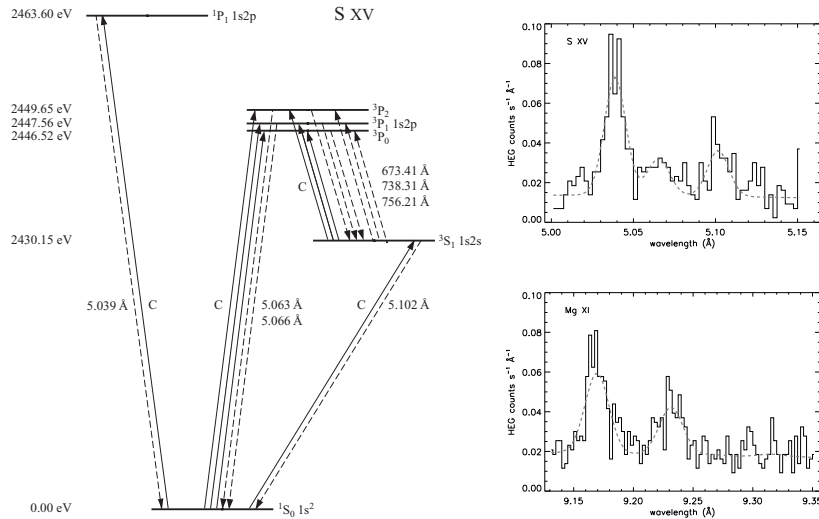 S XV
2463.60 eV
¹P₁ 1s2p
2449.65 eV
³P₂
2447.56 eV
³P₁ 1s2p
2446.52 eV
³P₀
673.41 Å
738.31 Å
756.21 Å
C
2430.15 eV
³S₁ 1s2s
5.039 Å
C
C
5.063 Å
5.066 Å
C
5.102 Å
0.00 eV
¹S₀ 1s²
S XV
HEG counts s⁻¹ Å⁻¹
0.10
0.08
0.06
0.04
0.02
0.00
5.00 5.05 5.10 5.15
wavelength (Å)
Mg XI
HEG counts s⁻¹ Å⁻¹
0.10
0.08
0.06
0.04
0.02
0.00
9.15 9.20 9.25 9.30 9.35
wavelength (Å)